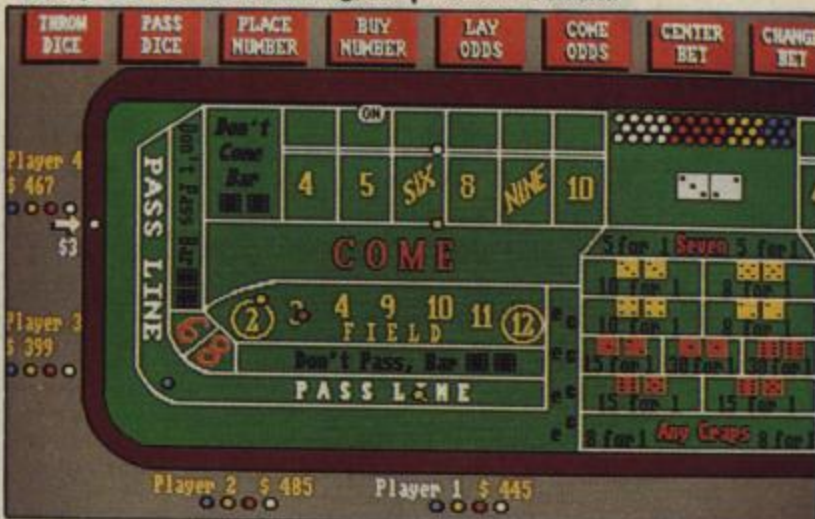 THROW DICE
PASS DICE
PLACE NUMBER
BUY NUMBER
LAY ODDS
COME ODDS
CENTER BET
CHANGE BET
ON
Player 4
$ 467
$3
Player 3
$ 399
PASS LINE
Don't Pass Bar
Don't Come Bar
4 5 SIX 8 NINE 10
COME
2 3 4 9 10 11 12
FIELD
6 8
Don't Pass, Bar
PASS LINE
5 for 1 Seven 5 for 1
10 for 1 8 for 1
10 for 1 8 for 1
15 for 1 30 for 1 30 for 1
15 for 1 15 for 1
8 for 1 Any Craps 8 for 1
Player 2 $ 485
Player 1 $ 445